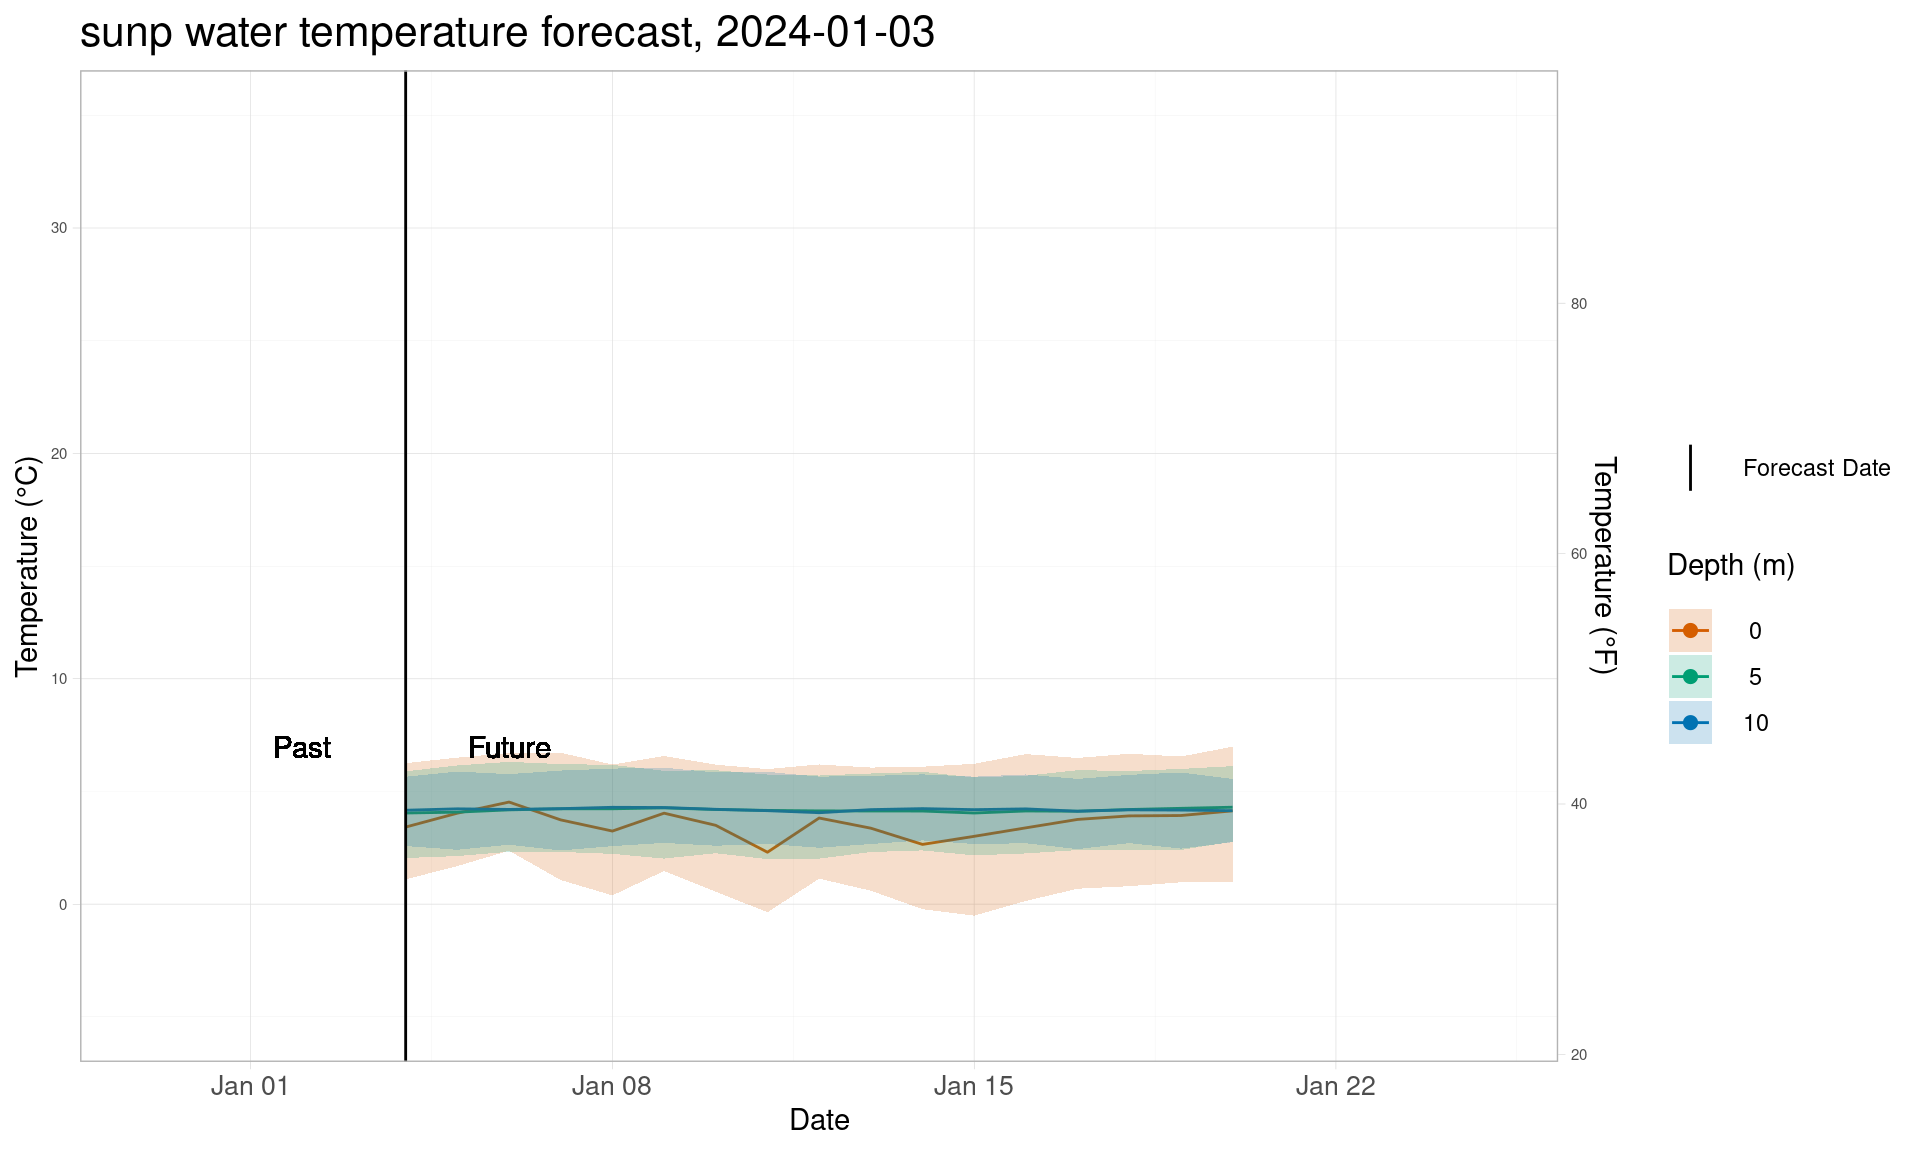 sunp water temperature forecast, 2024-01-03
Temperature (°C)
30
20
10
0
Past
Future
80
60
40
20
Temperature (°F)
Jan 01
Jan 08
Jan 15
Jan 22
Date
Forecast Date
Depth (m)
0
5
10